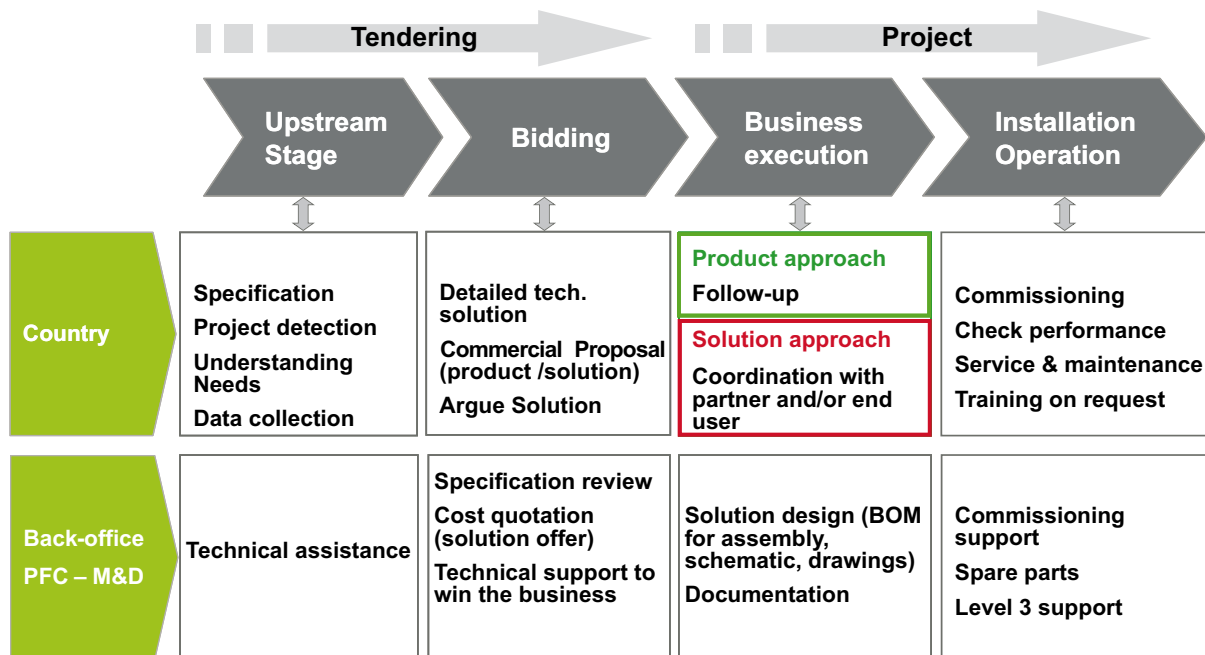 Tendering
Project
Upstream
Stage
Bidding
Business
execution
Installation
Operation
Country
Specification
Project detection
Understanding
Needs
Data collection
Detailed tech.
solution
Commercial Proposal
(product /solution)
Argue Solution
Product approach
Follow-up
Solution approach
Coordination with
partner and/or end
user
Commissioning
Check performance
Service & maintenance
Training on request
Back-office
PFC – M&D
Technical assistance
Specification review
Cost quotation
(solution offer)
Technical support to
win the business
Solution design (BOM
for assembly,
schematic, drawings)
Documentation
Commissioning
support
Spare parts
Level 3 support